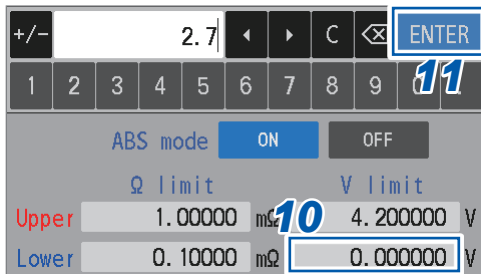 +/- 2.7 ◂ ▸ C ⌫ ENTER
11
1 2 3 4 5 6 7 8 9 0 .
ABS mode ON OFF
Ω limit V limit
Upper 1.00000 mΩ 10 4.200000 V
Lower 0.10000 mΩ 0.000000 V